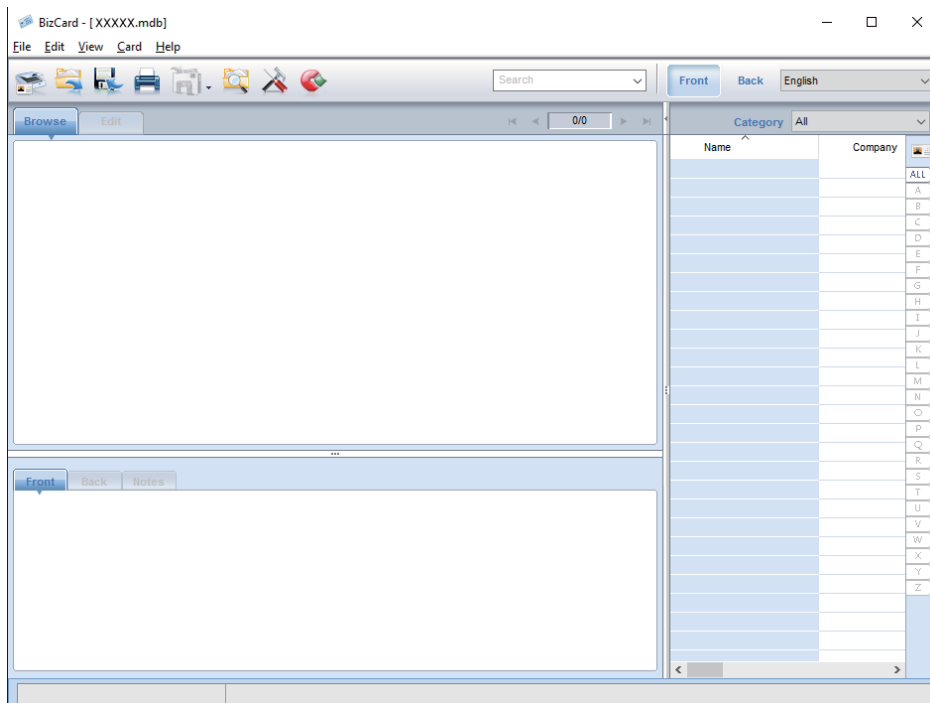 BizCard - [XXXXX.mdb]
File Edit View Card Help
Search Front Back English
Browse Edit 0/0 Category All
Name Company
ALL
A
B
C
D
E
F
G
H
I
J
K
L
M
N
O
P
Q
R
S
T
U
V
W
X
Y
Z
Front Back Notes